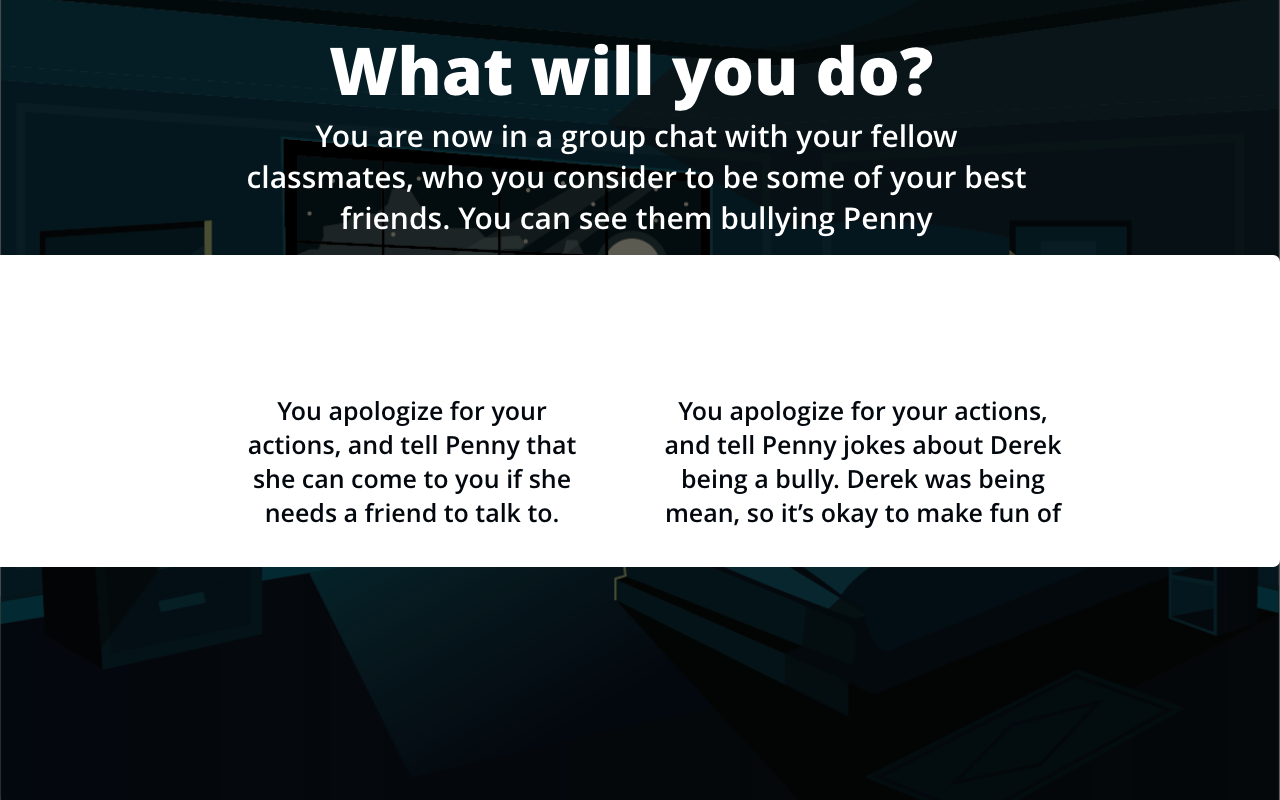 What will you do?
You are now in a group chat with your fellow
classmates, who you consider to be some of your best
friends. You can see them bullying Penny
You apologize for your
actions, and tell Penny that
she can come to you if she
needs a friend to talk to.
You apologize for your actions,
and tell Penny jokes about Derek
being a bully. Derek was being
mean, so it’s okay to make fun of